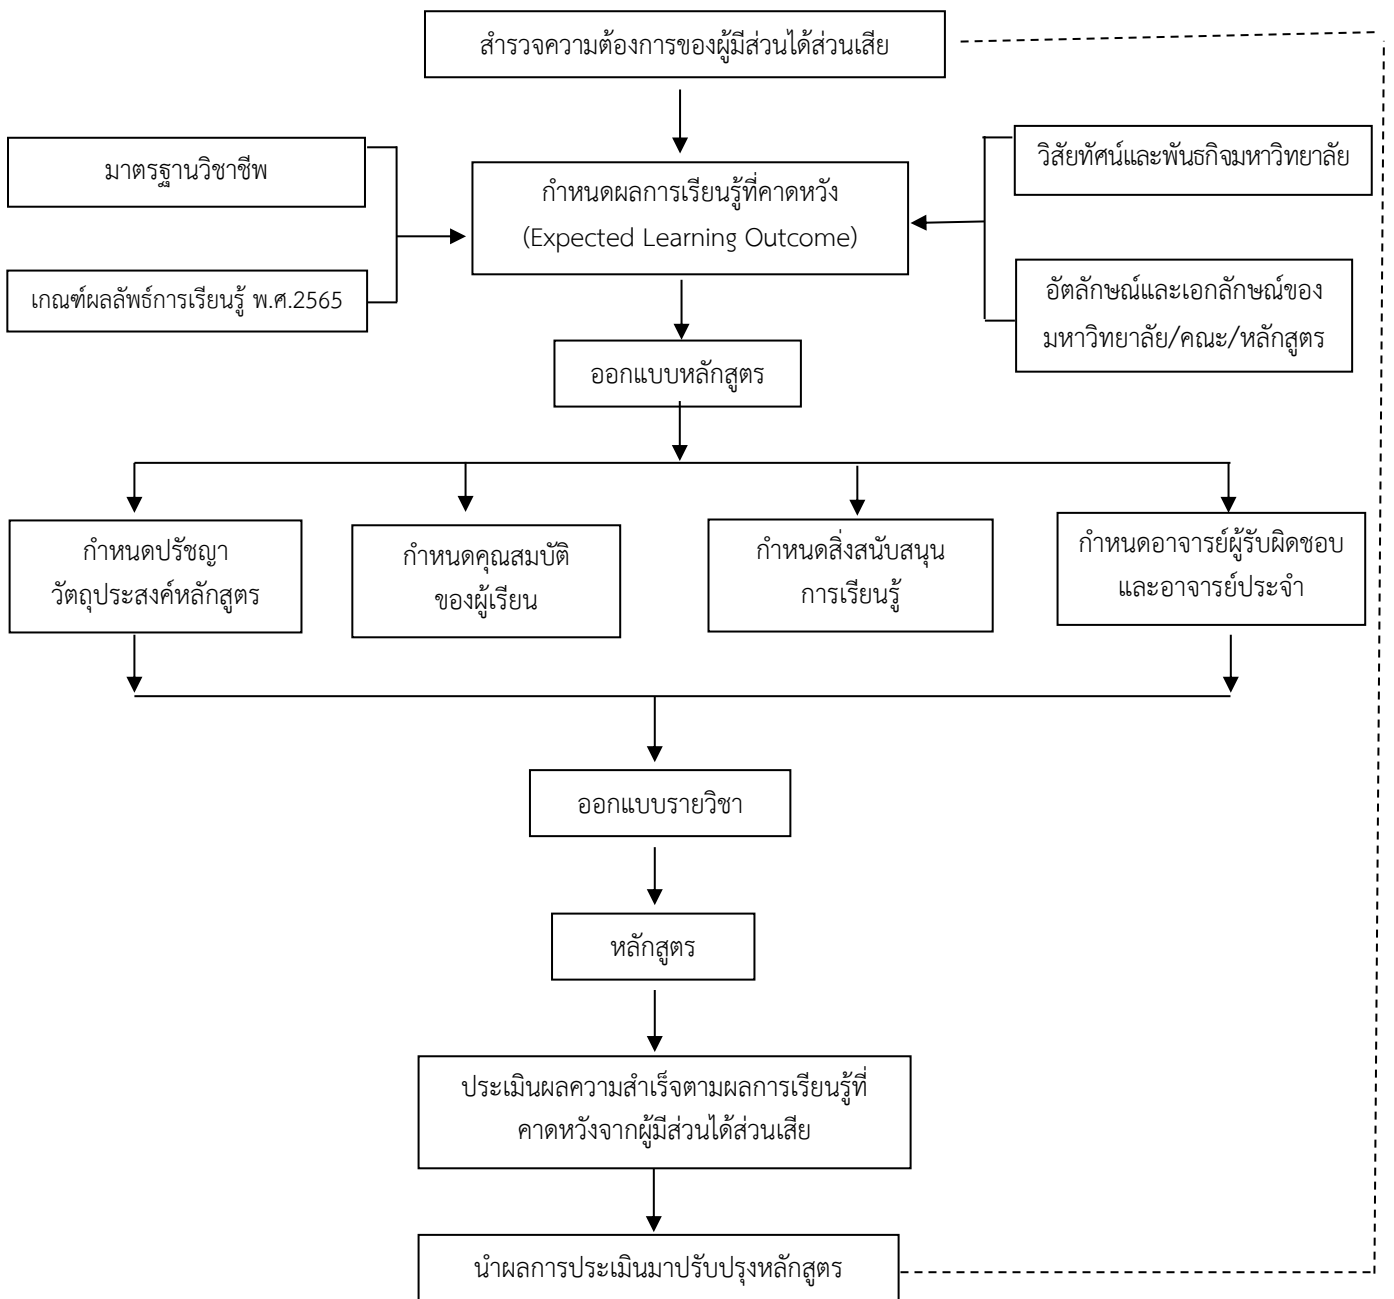 สำรวจความต้องการของผู้มีส่วนได้ส่วนเสีย
มาตรฐานวิชาชีพ
วิสัยทัศน์และพันธกิจมหาวิทยาลัย
กำหนดผลการเรียนรู้ที่คาดหวัง
(Expected Learning Outcome)
เกณฑ์ผลลัพธ์การเรียนรู้ พ.ศ.2565
อัตลักษณ์และเอกลักษณ์ของ
มหาวิทยาลัย/คณะ/หลักสูตร
ออกแบบหลักสูตร
กำหนดปรัชญา
วัตถุประสงค์หลักสูตร
กำหนดคุณสมบัติ
ของผู้เรียน
กำหนดสิ่งสนับสนุน
การเรียนรู้
กำหนดอาจารย์ผู้รับผิดชอบ
และอาจารย์ประจำ
ออกแบบรายวิชา
หลักสูตร
ประเมินผลความสำเร็จตามผลการเรียนรู้ที่
คาดหวังจากผู้มีส่วนได้ส่วนเสีย
นำผลการประเมินมาปรับปรุงหลักสูตร